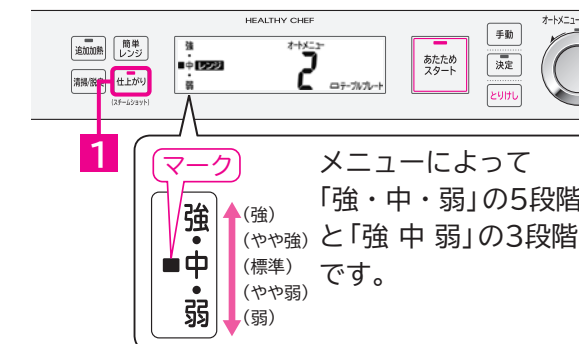 HEALTHY CHEF
オートメニュー
追加加熱
簡単
レンジ
強
・
中 レンジ
・
弱
オートメニュー
2
ロテーブルプレート
あたため
スタート
手動
決定
とりけし
仕上がり
(スチームショット)
1
マーク
強
・
中
・
弱
(強)
(やや強)
(標準)
(やや弱)
(弱)
メニューによって
「強・中・弱」の5段階
と「強 中 弱」の3段階
です。